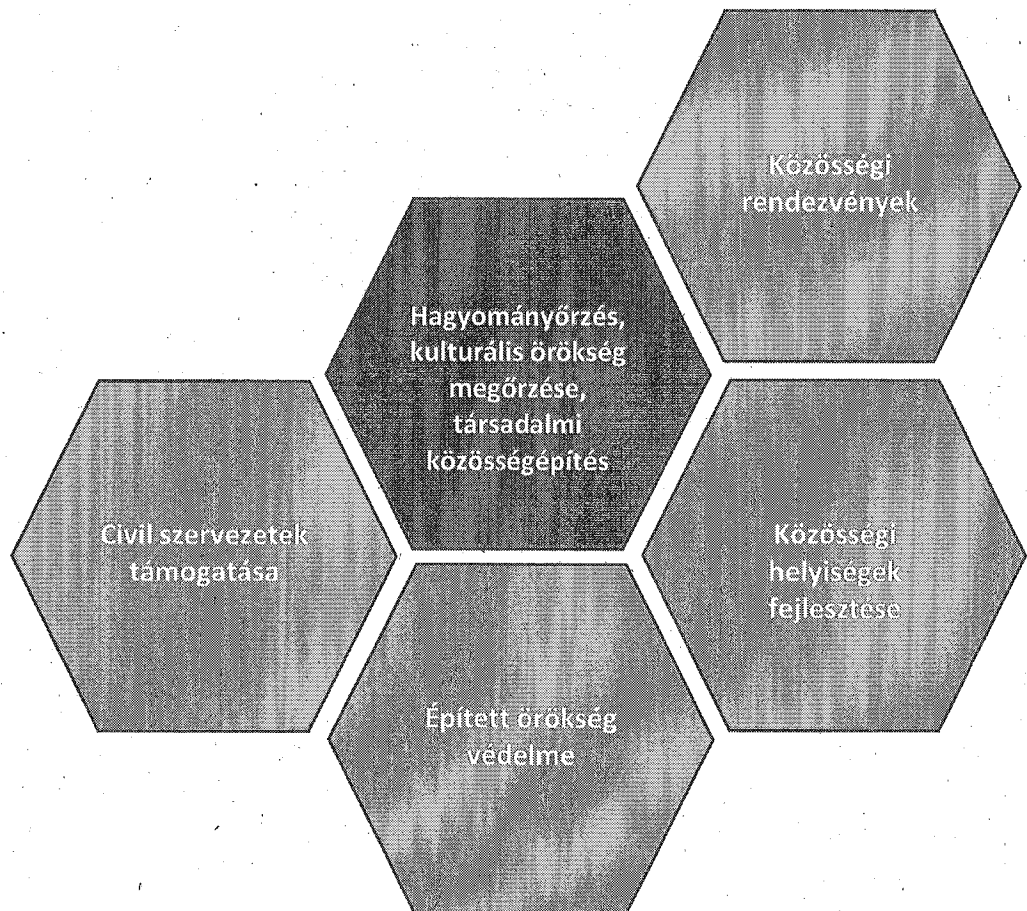 Közösségi
rendezvények
Hagyományőrzés,
kulturális örökség
megőrzése,
társadalmi
közösségépítés
Civil szervezetek
támogatása
Közösségi
helyiségek
fejlesztése
Épített örökség
védelme